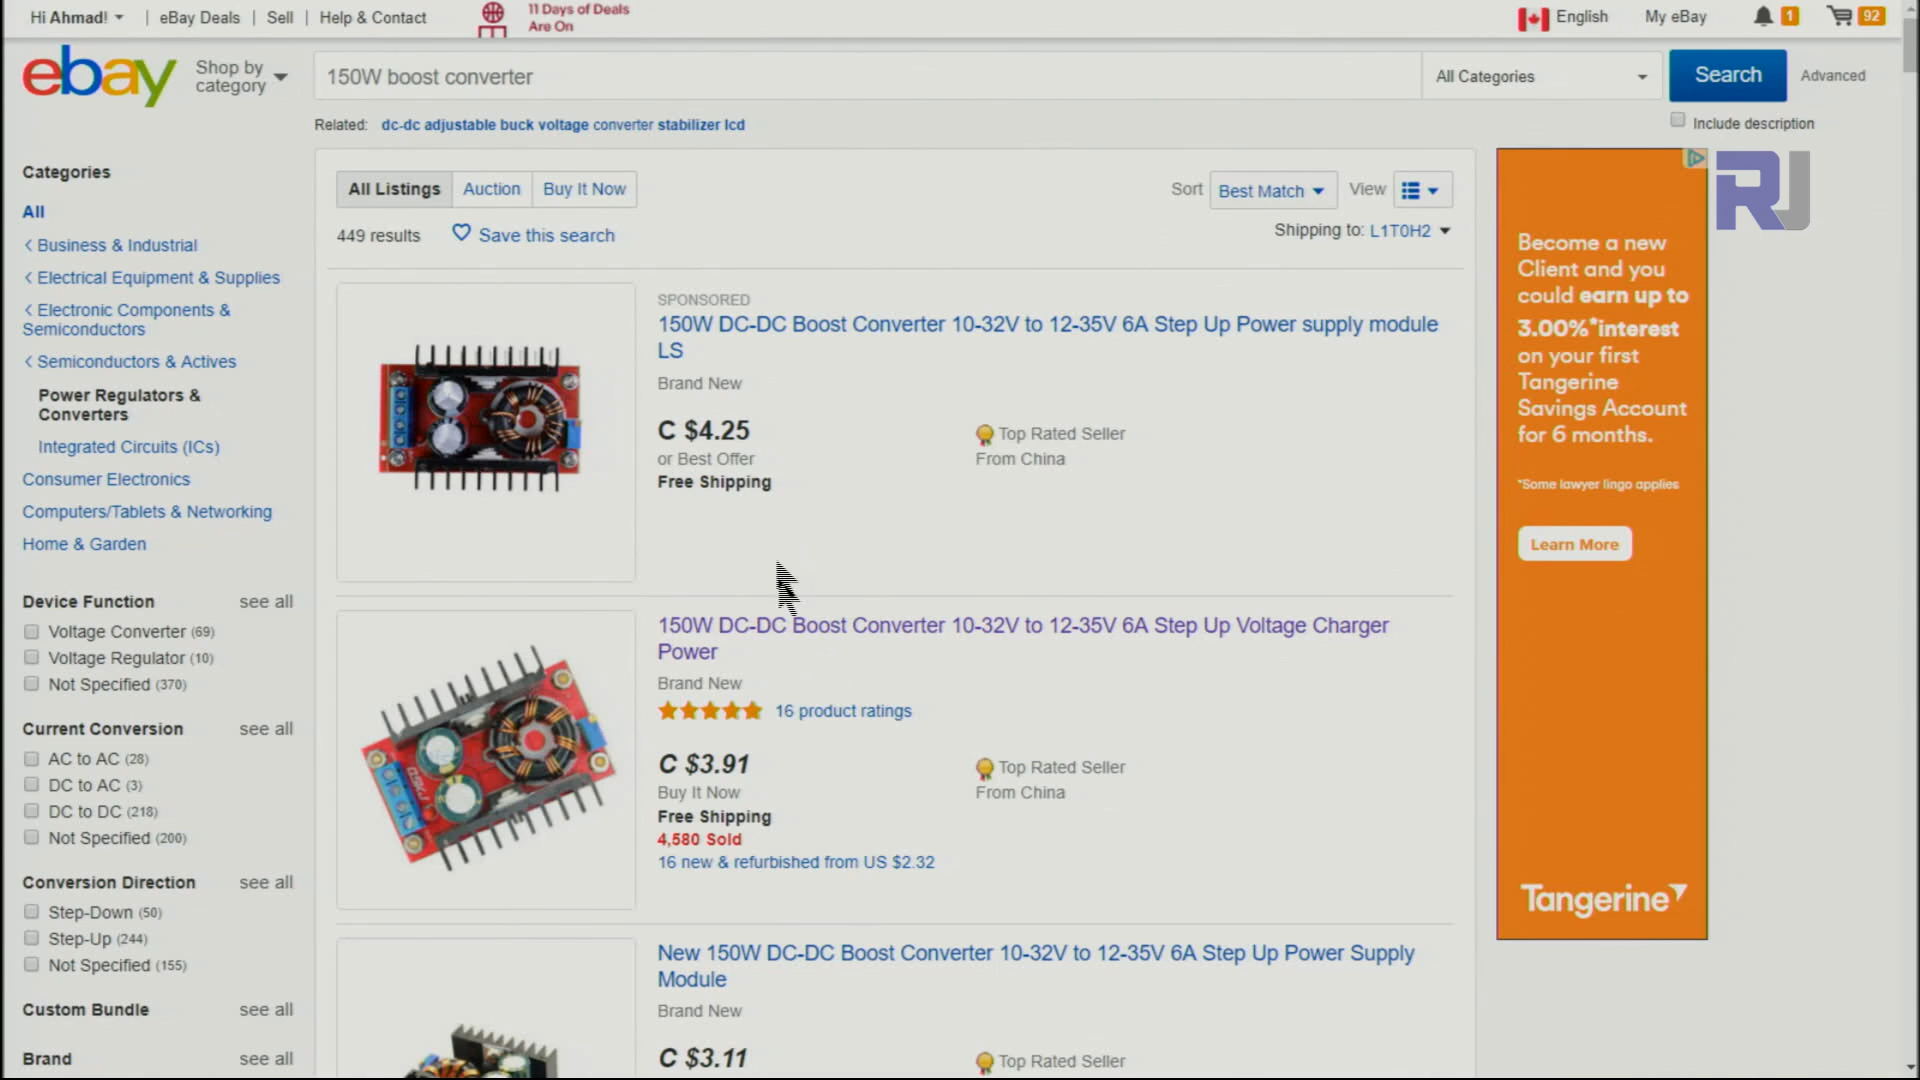 Hi Ahmad!
eBay Deals
Sell
Help & Contact
11 Days of Deals
Are On
English
My eBay
1
92
ebay
Shop by
category
150W boost converter
All Categories
Search
Advanced
Related: dc-dc adjustable buck voltage converter stabilizer lcd
Include description
Categories
All
Business & Industrial
Electrical Equipment & Supplies
Electronic Components &
Semiconductors
Semiconductors & Actives
Power Regulators &
Converters
Integrated Circuits (ICs)
Consumer Electronics
Computers/Tablets & Networking
Home & Garden
Device Function see all
Voltage Converter (69)
Voltage Regulator (10)
Not Specified (370)
Current Conversion see all
AC to AC (28)
DC to AC (3)
DC to DC (218)
Not Specified (200)
Conversion Direction see all
Step-Down (50)
Step-Up (244)
Not Specified (155)
Custom Bundle see all
Brand see all
All Listings
Auction
Buy It Now
Sort Best Match
View
449 results
Save this search
Shipping to: L1T0H2
SPONSORED
150W DC-DC Boost Converter 10-32V to 12-35V 6A Step Up Power supply module
LS
Brand New
C $4.25
or Best Offer
Free Shipping
Top Rated Seller
From China
150W DC-DC Boost Converter 10-32V to 12-35V 6A Step Up Voltage Charger
Power
Brand New
16 product ratings
C $3.91
Buy It Now
Free Shipping
4,580 Sold
16 new & refurbished from US $2.32
Top Rated Seller
From China
New 150W DC-DC Boost Converter 10-32V to 12-35V 6A Step Up Power Supply
Module
Brand New
C $3.11
Top Rated Seller
RJ
Become a new
Client and you
could earn up to
3.00%*interest
on your first
Tangerine
Savings Account
for 6 months.
*Some lawyer lingo applies
Learn More
Tangerine